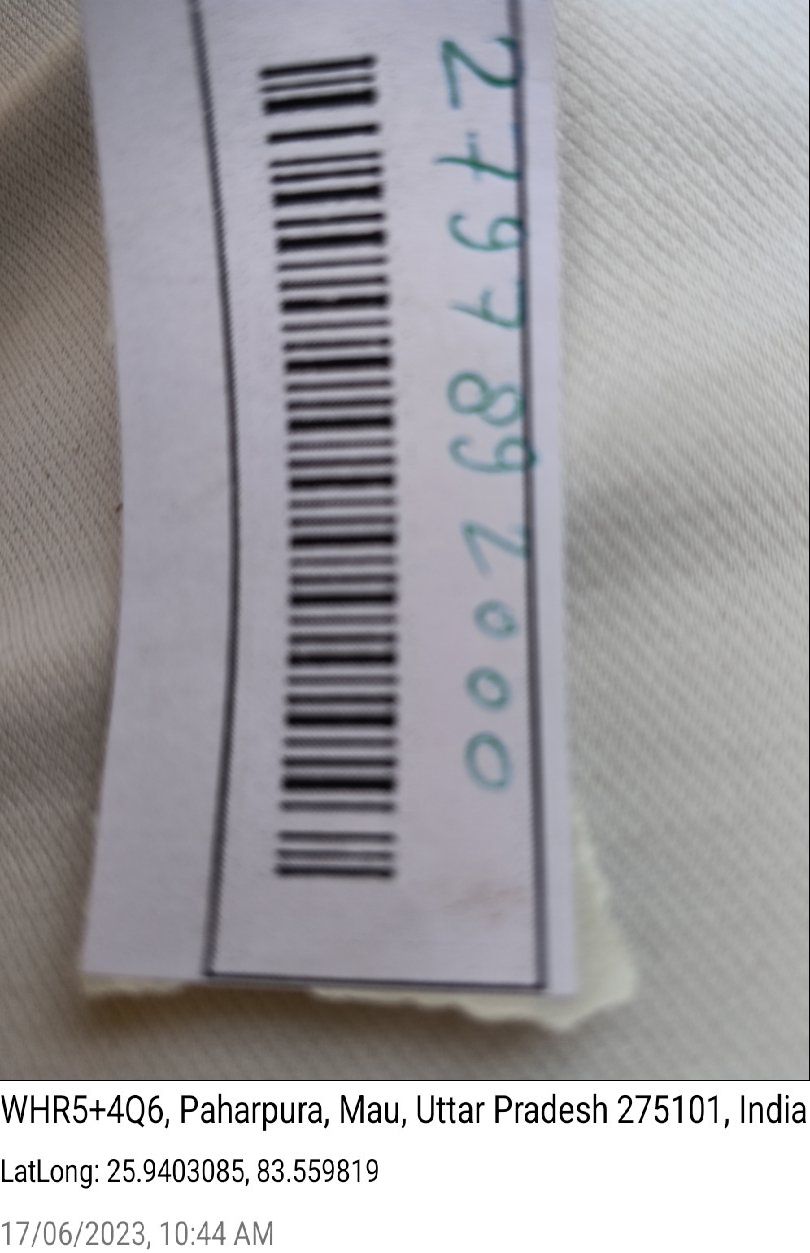 2797892000
WHR5+4Q6, Paharpura, Mau, Uttar Pradesh 275101, India
LatLong: 25.9403085, 83.559819
17/06/2023, 10:44 AM